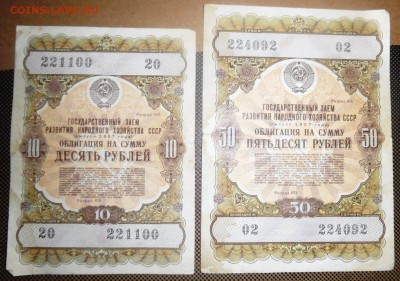 COINS.LAVE.RU
221100 20
ГОСУДАРСТВЕННЫЙ ЗАЕМ
РАЗВИТИЯ НАРОДНОГО ХОЗЯЙСТВА СССР
ОБЛИГАЦИЯ НА СУММУ
10 10
ДЕСЯТЬ РУБЛЕЙ
10
20 221100
224092 02
ГОСУДАРСТВЕННЫЙ ЗАЕМ
РАЗВИТИЯ НАРОДНОГО ХОЗЯЙСТВА СССР
ОБЛИГАЦИЯ НА СУММУ
50 50
ПЯТЬДЕСЯТ РУБЛЕЙ
50
02 224092